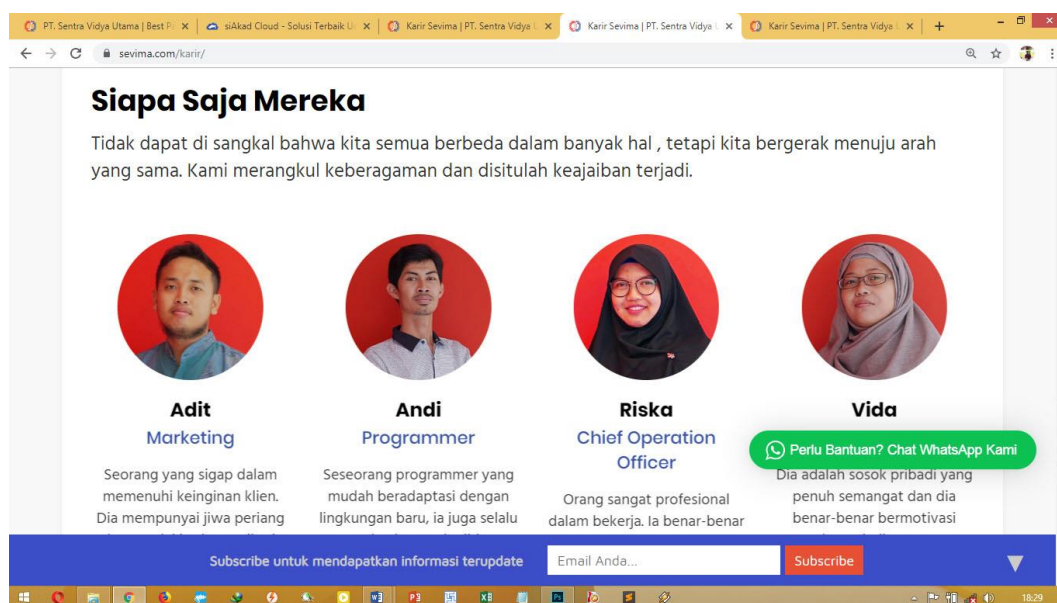 PT. Sentra Vidya Utama | Best P
siAkad Cloud - Solusi Terbaik U
Karir Sevima | PT. Sentra Vidya U
Karir Sevima | PT. Sentra Vidya U
Karir Sevima | PT. Sentra Vidya U
sevima.com/karir/
Siapa Saja Mereka
Tidak dapat di sangkal bahwa kita semua berbeda dalam banyak hal , tetapi kita bergerak menuju arah
yang sama. Kami merangkul keberagaman dan disitulah keajaiban terjadi.
Adit
Marketing
Seorang yang sigap dalam
memenuhi keinginan klien.
Dia mempunyai jiwa periang
Andi
Programmer
Seseorang programmer yang
mudah beradaptasi dengan
lingkungan baru, ia juga selalu
Riska
Chief Operation
Officer
Orang sangat profesional
dalam bekerja. Ia benar-benar
Vida
Perlu Bantuan? Chat WhatsApp Kami
Dia adalah sosok pribadi yang
penuh semangat dan dia
benar-benar bermotivasi
Subscribe untuk mendapatkan informasi terupdate
Email Anda...
Subscribe
18:29